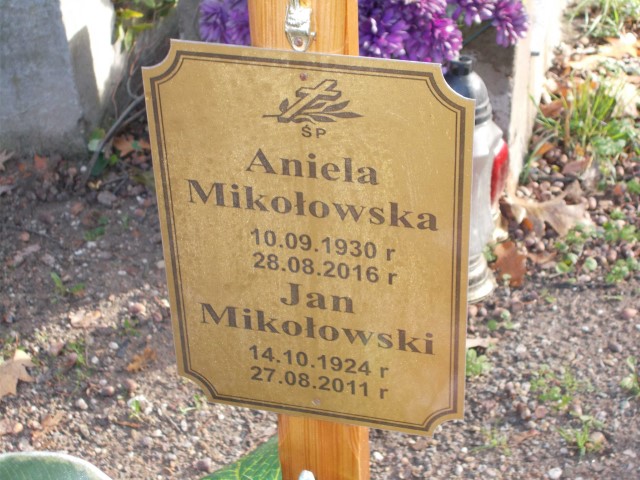 ŚP
Aniela
Mikołowska
10.09.1930 r
28.08.2016 r
Jan
Mikołowski
14.10.1924 r
27.08.2011 r